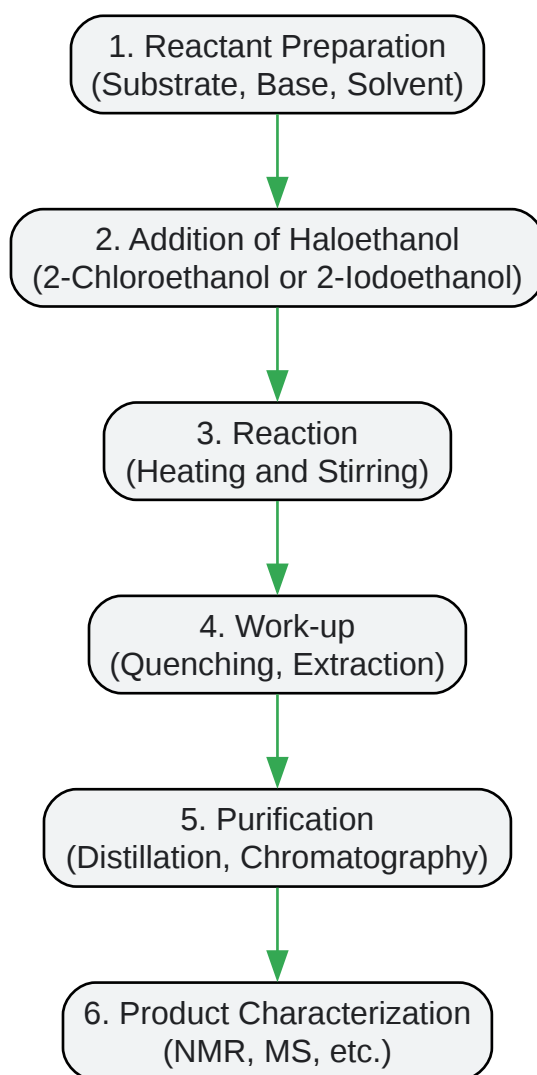 1. Reactant Preparation
(Substrate, Base, Solvent)
2. Addition of Haloethanol
(2-Chloroethanol or 2-Iodoethanol)
3. Reaction
(Heating and Stirring)
4. Work-up
(Quenching, Extraction)
5. Purification
(Distillation, Chromatography)
6. Product Characterization
(NMR, MS, etc.)